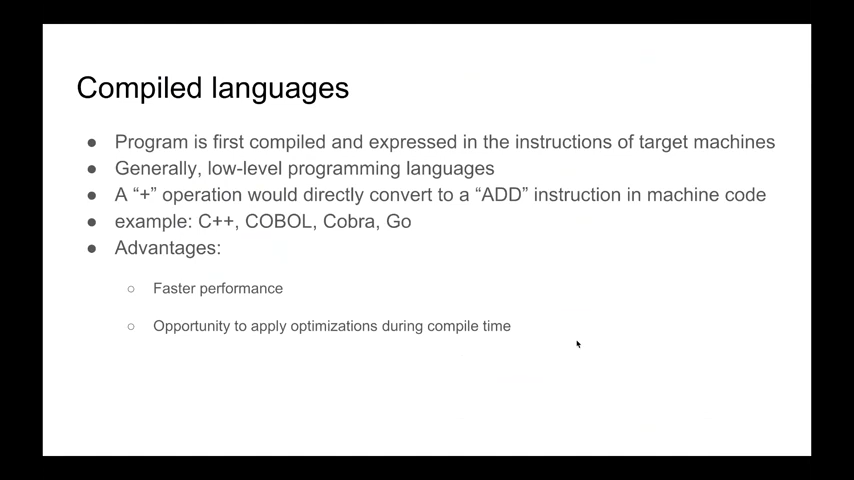 Compiled languages
● Program is first compiled and expressed in the instructions of target machines
● Generally, low-level programming languages
● A “+” operation would directly convert to a “ADD” instruction in machine code
● example: C++, COBOL, Cobra, Go
● Advantages:
○ Faster performance
○ Opportunity to apply optimizations during compile time